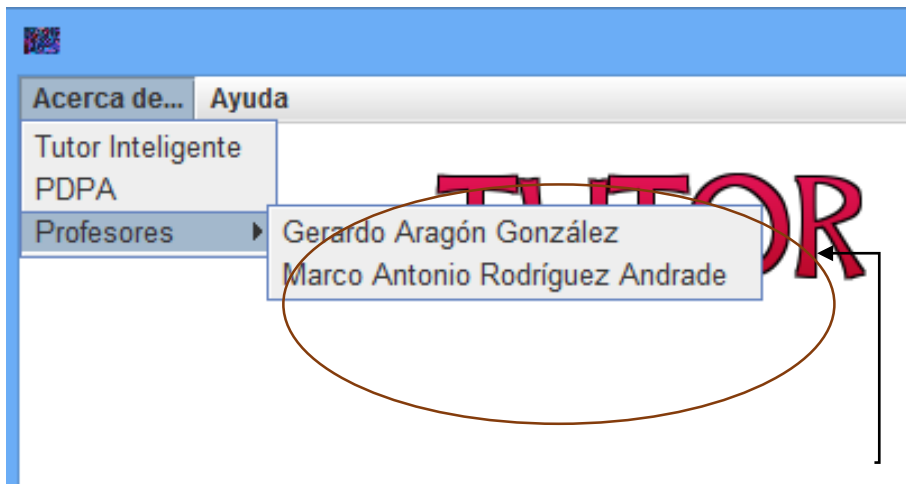 Acerca de... Ayuda
Tutor Inteligente
PDPA
TUTOR
Profesores
Gerardo Aragón González
Marco Antonio Rodríguez Andrade